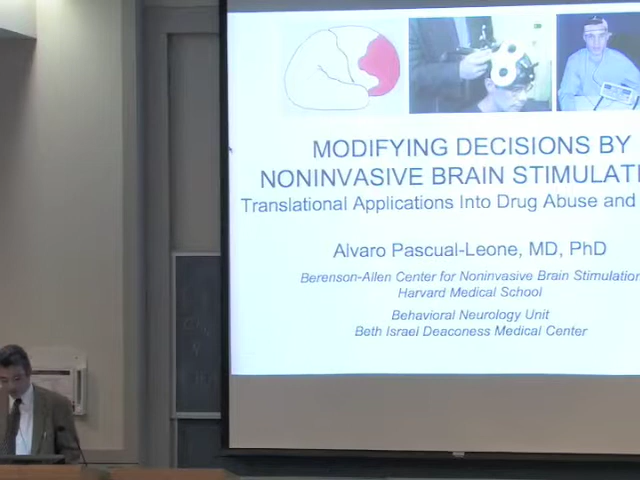 MODIFYING DECISIONS BY
NONINVASIVE BRAIN STIMULATI
Translational Applications Into Drug Abuse and
Alvaro Pascual-Leone, MD, PhD
Berenson-Allen Center for Noninvasive Brain Stimulation
Harvard Medical School
Behavioral Neurology Unit
Beth Israel Deaconess Medical Center